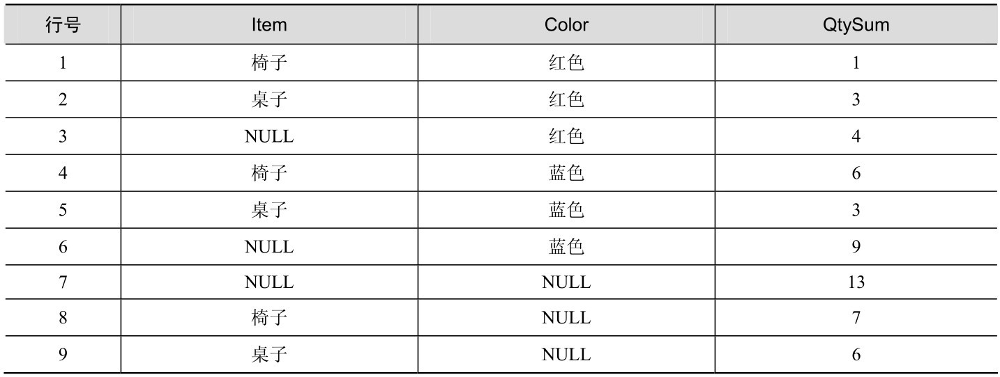 行号 Item Color QtySum
1 椅子 红色 1
2 桌子 红色 3
3 NULL 红色 4
4 椅子 蓝色 6
5 桌子 蓝色 3
6 NULL 蓝色 9
7 NULL NULL 13
8 椅子 NULL 7
9 桌子 NULL 6